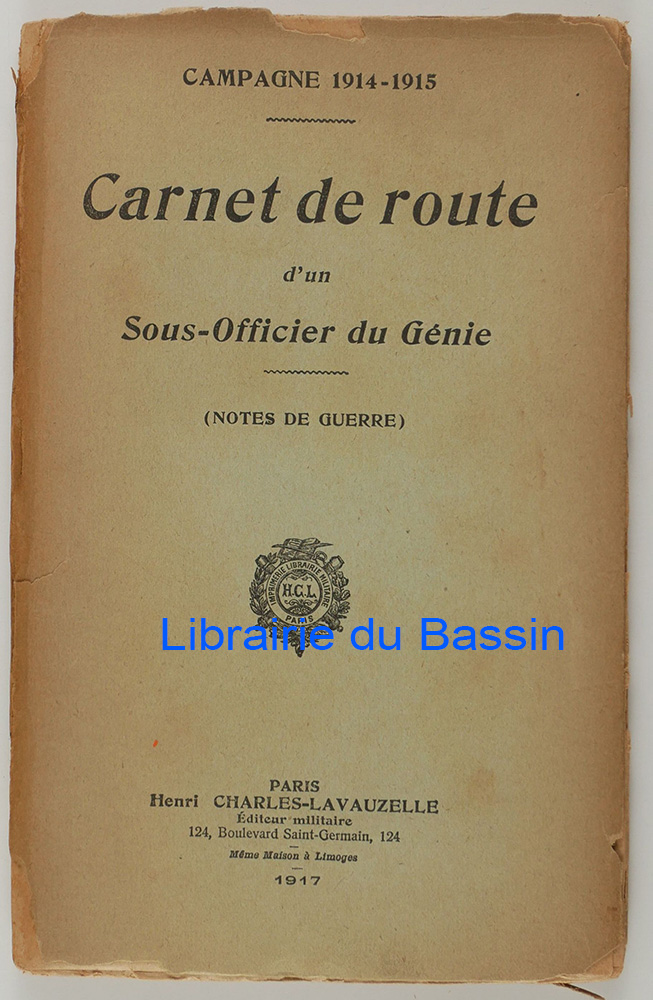 CAMPAGNE 1914-1915
Carnet de route
d'un
Sous-Officier du Génie
(NOTES DE GUERRE)
IMPRIMERIE LIBRAIRIE MILITAIRE
H.C.L.
PARIS
Librairie du Bassin
PARIS
Henri CHARLES-LAVAUZELLE
Éditeur militaire
124, Boulevard Saint-Germain, 124
Même Maison à Limoges
1917